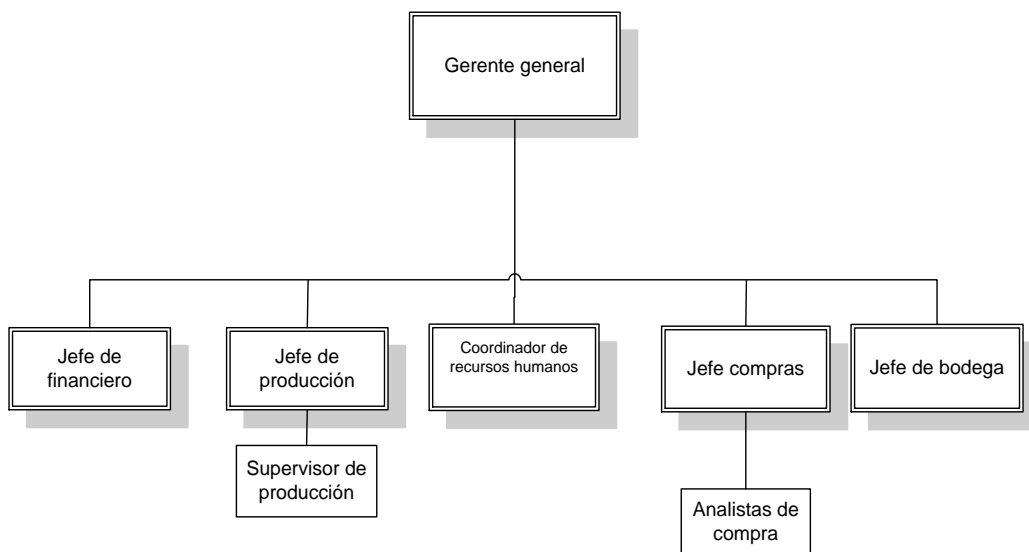 Gerente general
Jefe de
financiero
Jefe de
producción
Coordinador de
recursos humanos
Jefe compras
Jefe de bodega
Supervisor de
producción
Analistas de
compra